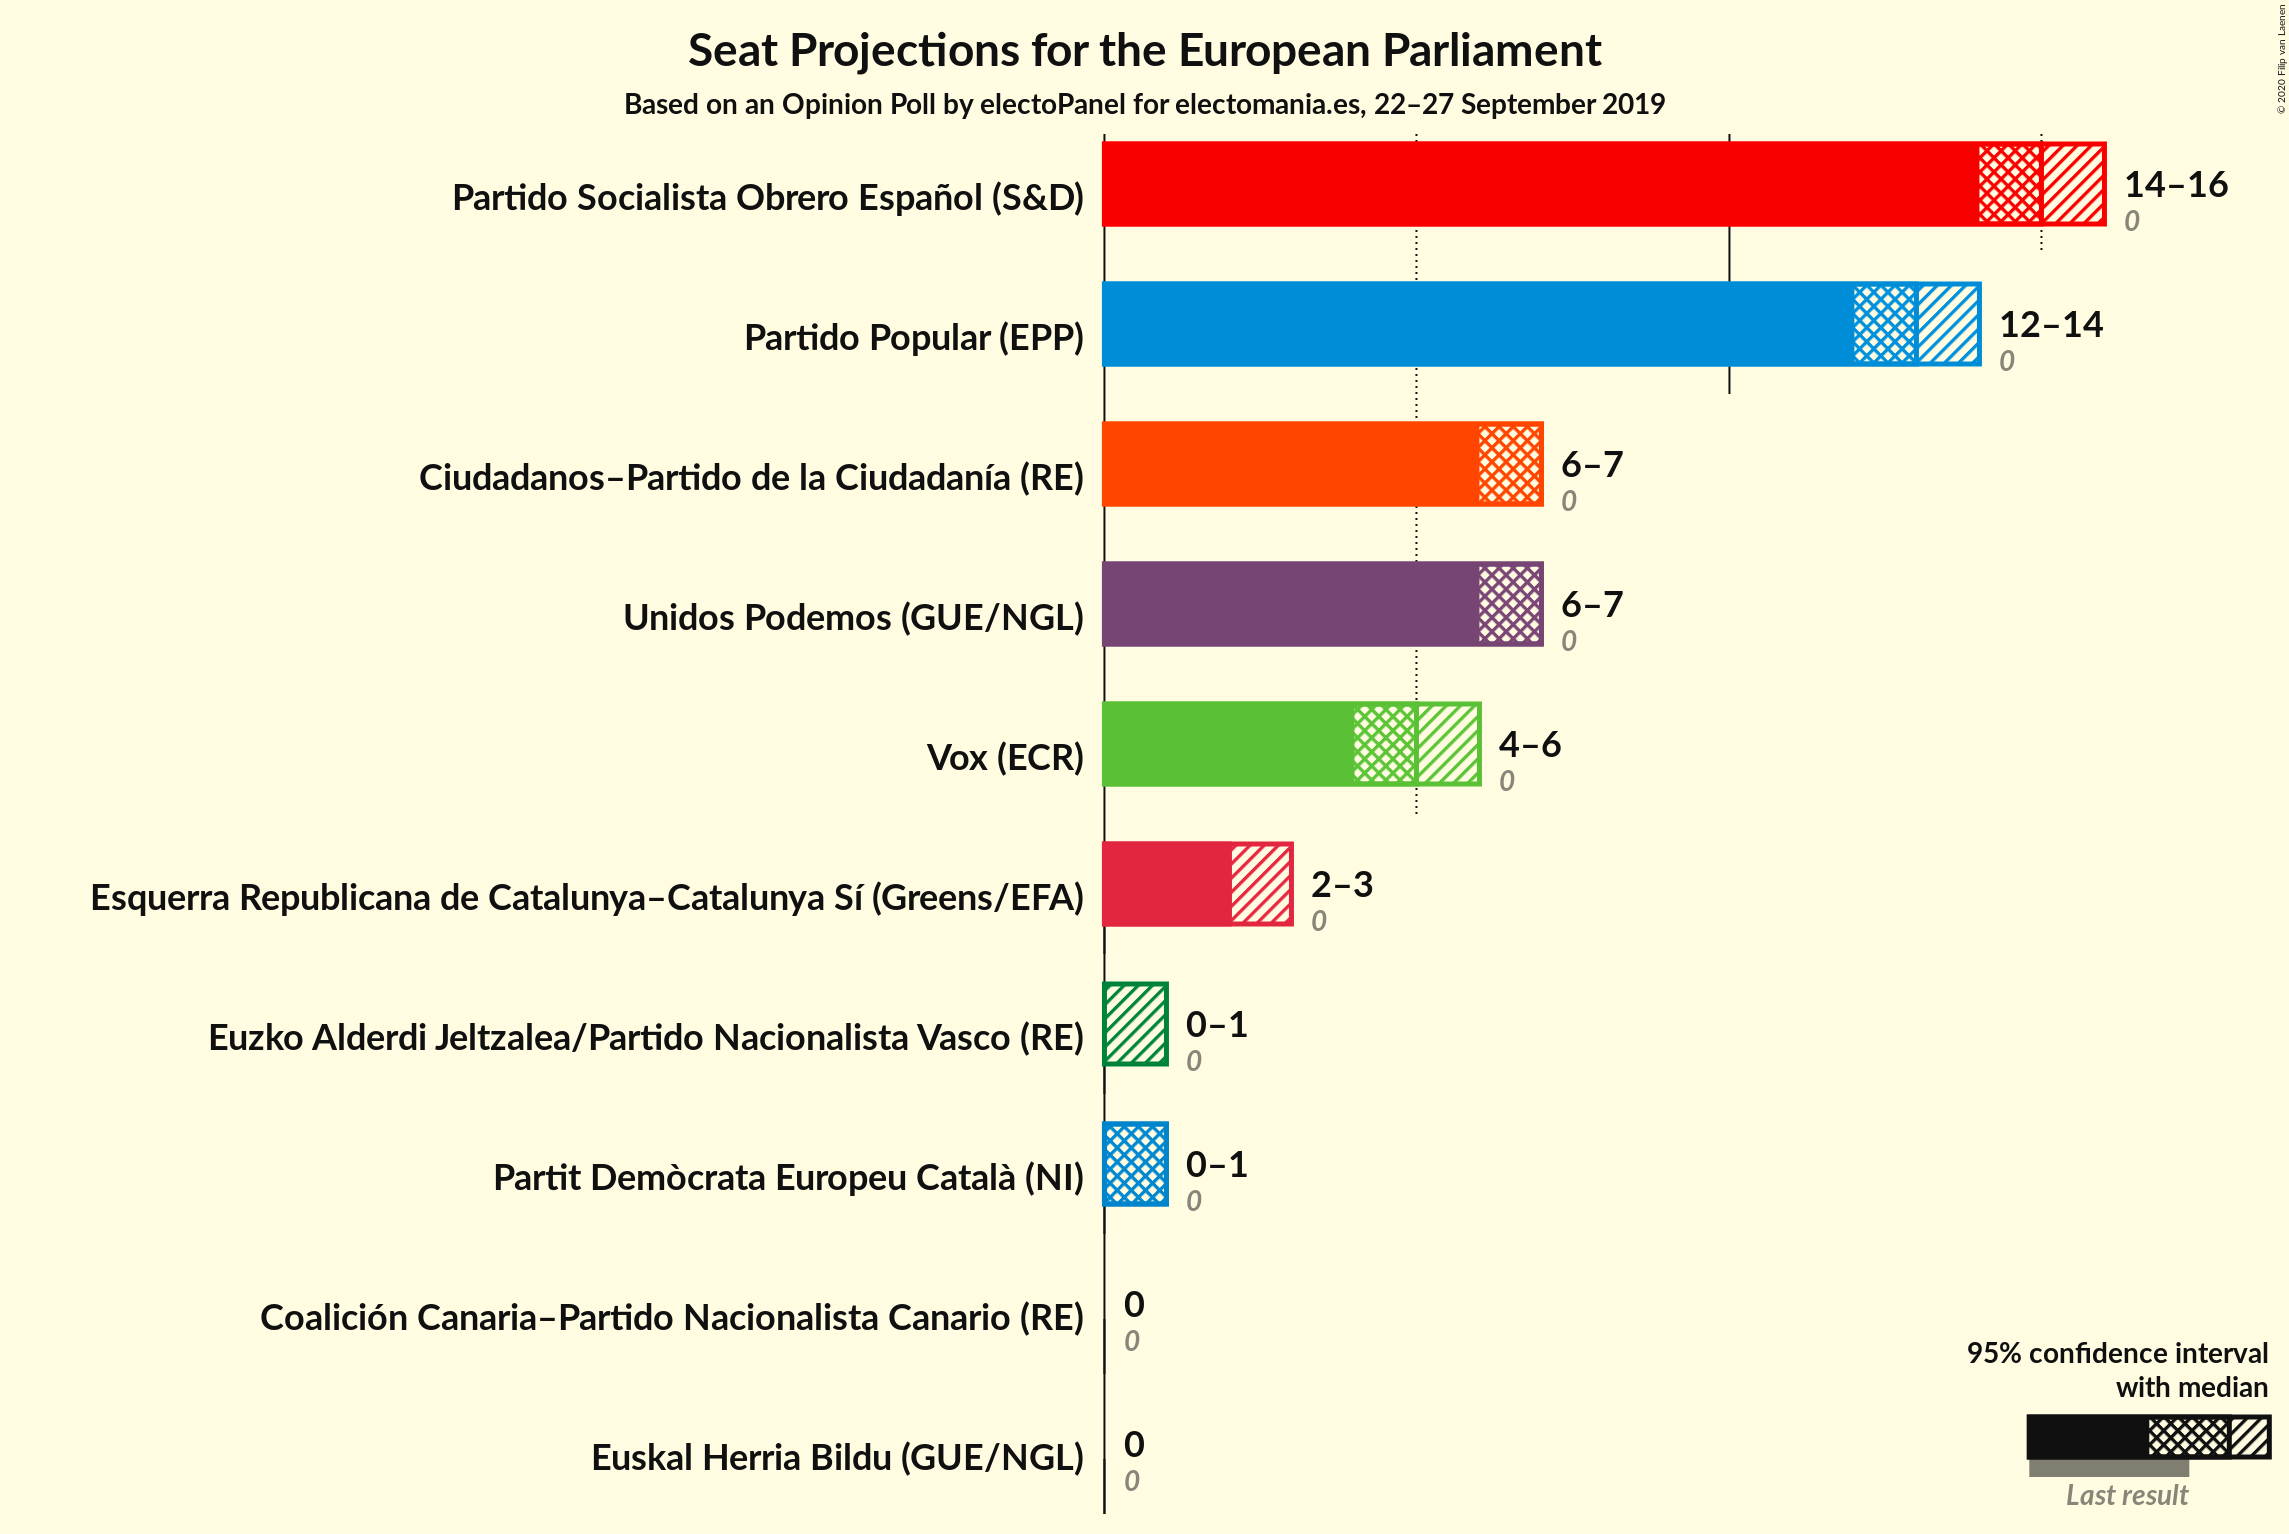 Seat Projections for the European Parliament
Based on an Opinion Poll by electoPanel for electomania.es, 22–27 September 2019
© 2020 Filip van Laenen
Partido Socialista Obrero Español (S&D)
14–16
0
Partido Popular (EPP)
12–14
0
Ciudadanos–Partido de la Ciudadanía (RE)
6–7
0
Unidos Podemos (GUE/NGL)
6–7
0
Vox (ECR)
4–6
0
Esquerra Republicana de Catalunya–Catalunya Sí (Greens/EFA)
2–3
0
Euzko Alderdi Jeltzalea/Partido Nacionalista Vasco (RE)
0–1
0
Partit Demòcrata Europeu Català (NI)
0–1
0
Coalición Canaria–Partido Nacionalista Canario (RE)
0
0
Euskal Herria Bildu (GUE/NGL)
0
0
95% confidence interval
with median
Last result